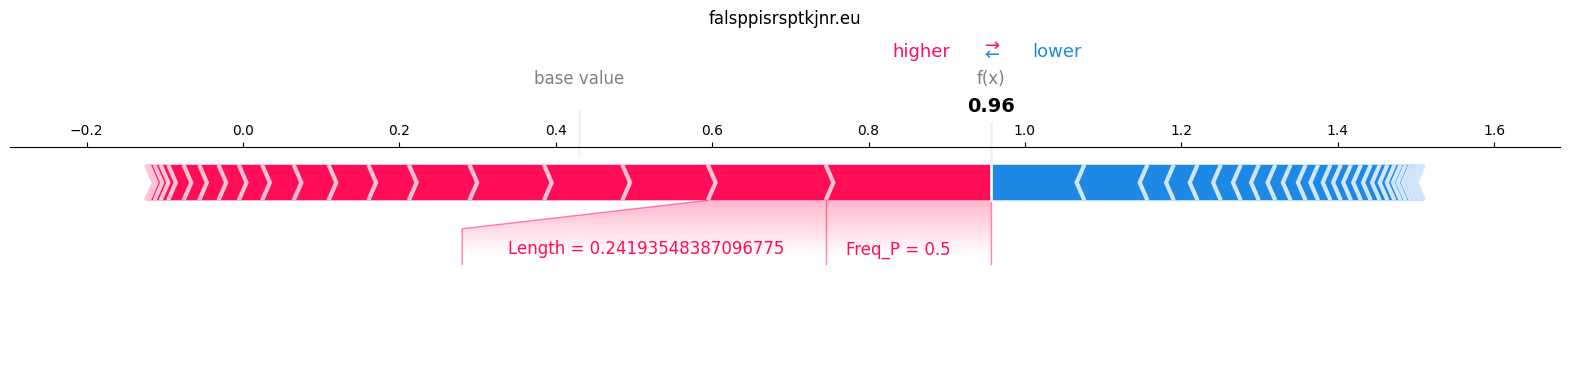 falsppisrsptkjnr.eu
higher ⇄ lower
base value f(x)
0.96
−0.2 0.0 0.2 0.4 0.6 0.8 1.0 1.2 1.4 1.6
Length = 0.24193548387096775 Freq_P = 0.5